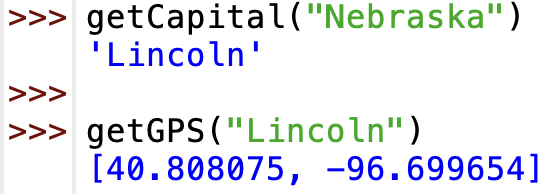 >>> getCapital("Nebraska")
'Lincoln'
>>>
>>> getGPS("Lincoln")
[40.808075, -96.699654]